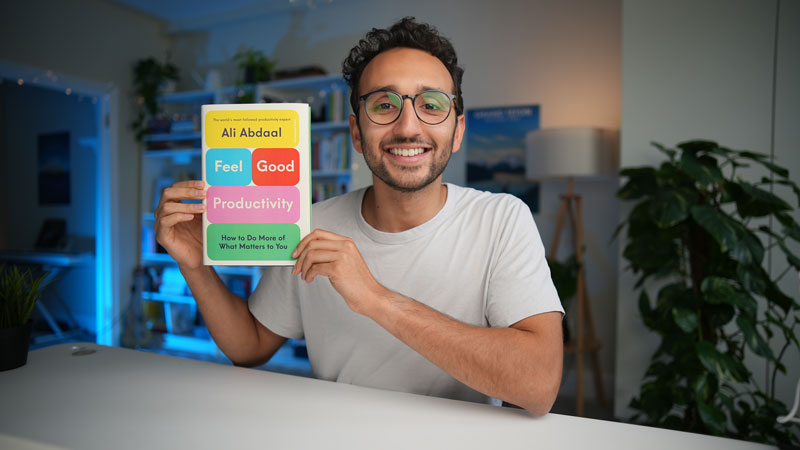 The world's most-followed productivity expert
Ali Abdaal
Feel Good
Productivity
How to Do More of
What Matters to You